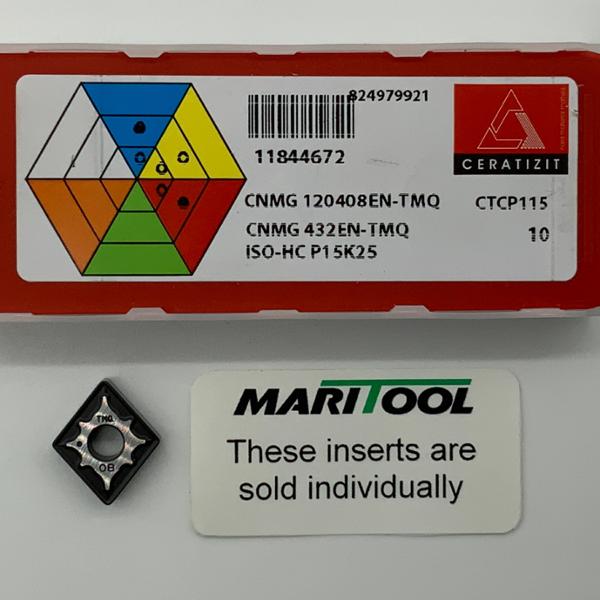 824979921
11844672
CERATIZIT
CNMG 120408EN-TMQ
CTCP115
CNMG 432EN-TMQ
10
ISO-HC P15K25
TMQ
08
MARITOOL
These inserts are
sold individually